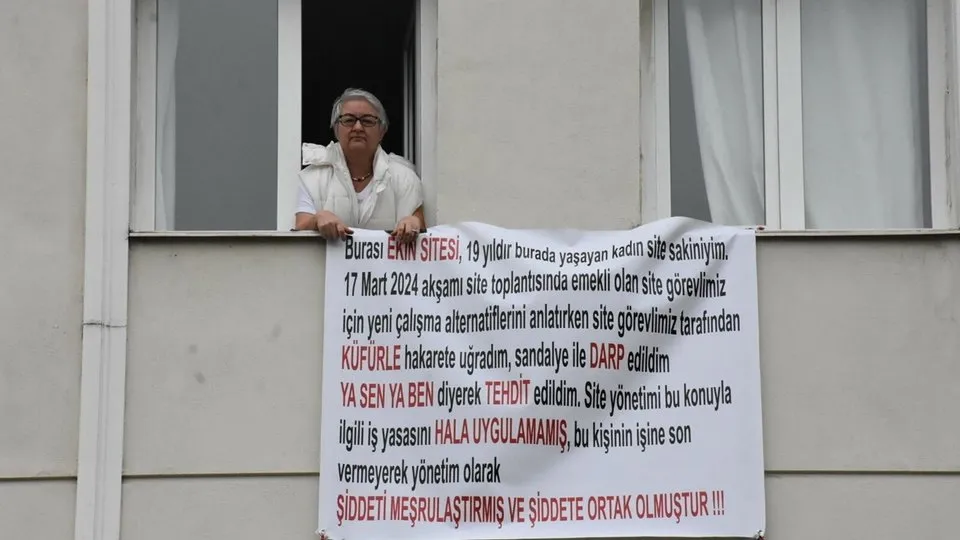 Burası EKİN SİTESİ, 19 yıldır burada yaşayan kadın site sakiniyim.
17 Mart 2024 akşamı site toplantısında emekli olan site görevlimiz
için yeni çalışma alternatiflerini anlatırken site görevlimiz tarafından
KÜFÜRLE hakarete uğradım, sandalye ile DARP edildim
YA SEN YA BEN diyerek TEHDİT edildim. Site yönetimi bu konuyla
ilgili iş yasasını HALA UYGULAMAMIŞ, bu kişinin işine son
vermeyerek yönetim olarak
ŞİDDETİ MEŞRULAŞTIRMIŞ VE ŞİDDETE ORTAK OLMUŞTUR !!!